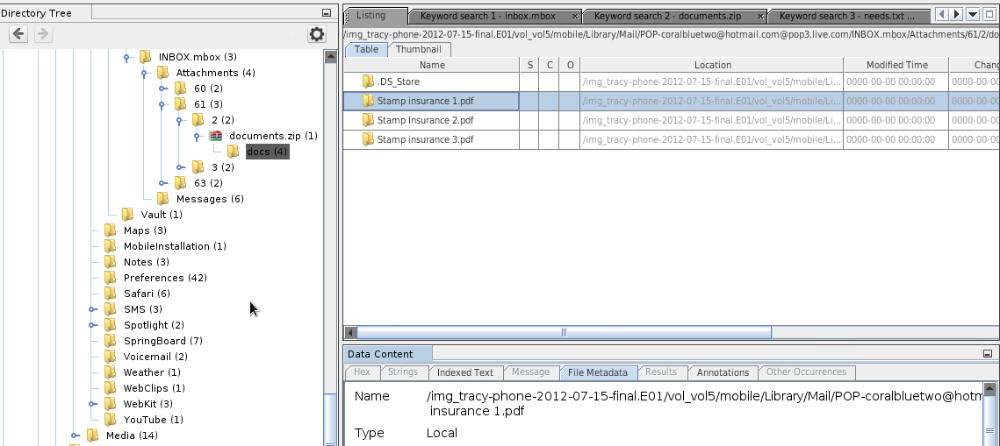 Directory Tree
INBOX.mbox (3)
Attachments (4)
60 (2)
61 (3)
2 (2)
documents.zip (1)
docs (4)
3 (2)
63 (2)
Messages (6)
Vault (1)
Maps (3)
MobileInstallation (1)
Notes (3)
Preferences (42)
Safari (6)
SMS (3)
Spotlight (2)
SpringBoard (7)
Voicemail (2)
Weather (1)
WebClips (1)
WebKit (3)
YouTube (1)
Media (14)
Listing Keyword search 1 - inbox.mbox × Keyword search 2 - documents.zip × Keyword search 3 - needs.txt ...
/img_tracy-phone-2012-07-15-final.E01/vol_vol5/mobile/Library/Mail/POP-coralbluetwo@hotmail.com@pop3.live.com/INBOX.mbox/Attachments/61/2/do
Table Thumbnail
Name S C O Location Modified Time Chang
.DS_Store /img_tracy-phone-2012-07-15-final.E01/vol_vol5/mobile/Li... 0000-00-00 00:00:00 0000-00-00
Stamp insurance 1.pdf /img_tracy-phone-2012-07-15-final.E01/vol_vol5/mobile/Li... 0000-00-00 00:00:00 0000-00-00
Stamp Insurance 2.pdf /img_tracy-phone-2012-07-15-final.E01/vol_vol5/mobile/Li... 0000-00-00 00:00:00 0000-00-00
Stamp insurance 3.pdf /img_tracy-phone-2012-07-15-final.E01/vol_vol5/mobile/Li... 0000-00-00 00:00:00 0000-00-00
Data Content
Hex Strings Indexed Text Message File Metadata Results Annotations Other Occurrences
Name /img_tracy-phone-2012-07-15-final.E01/vol_vol5/mobile/Library/Mail/POP-coralbluetwo@hotm
insurance 1.pdf
Type Local